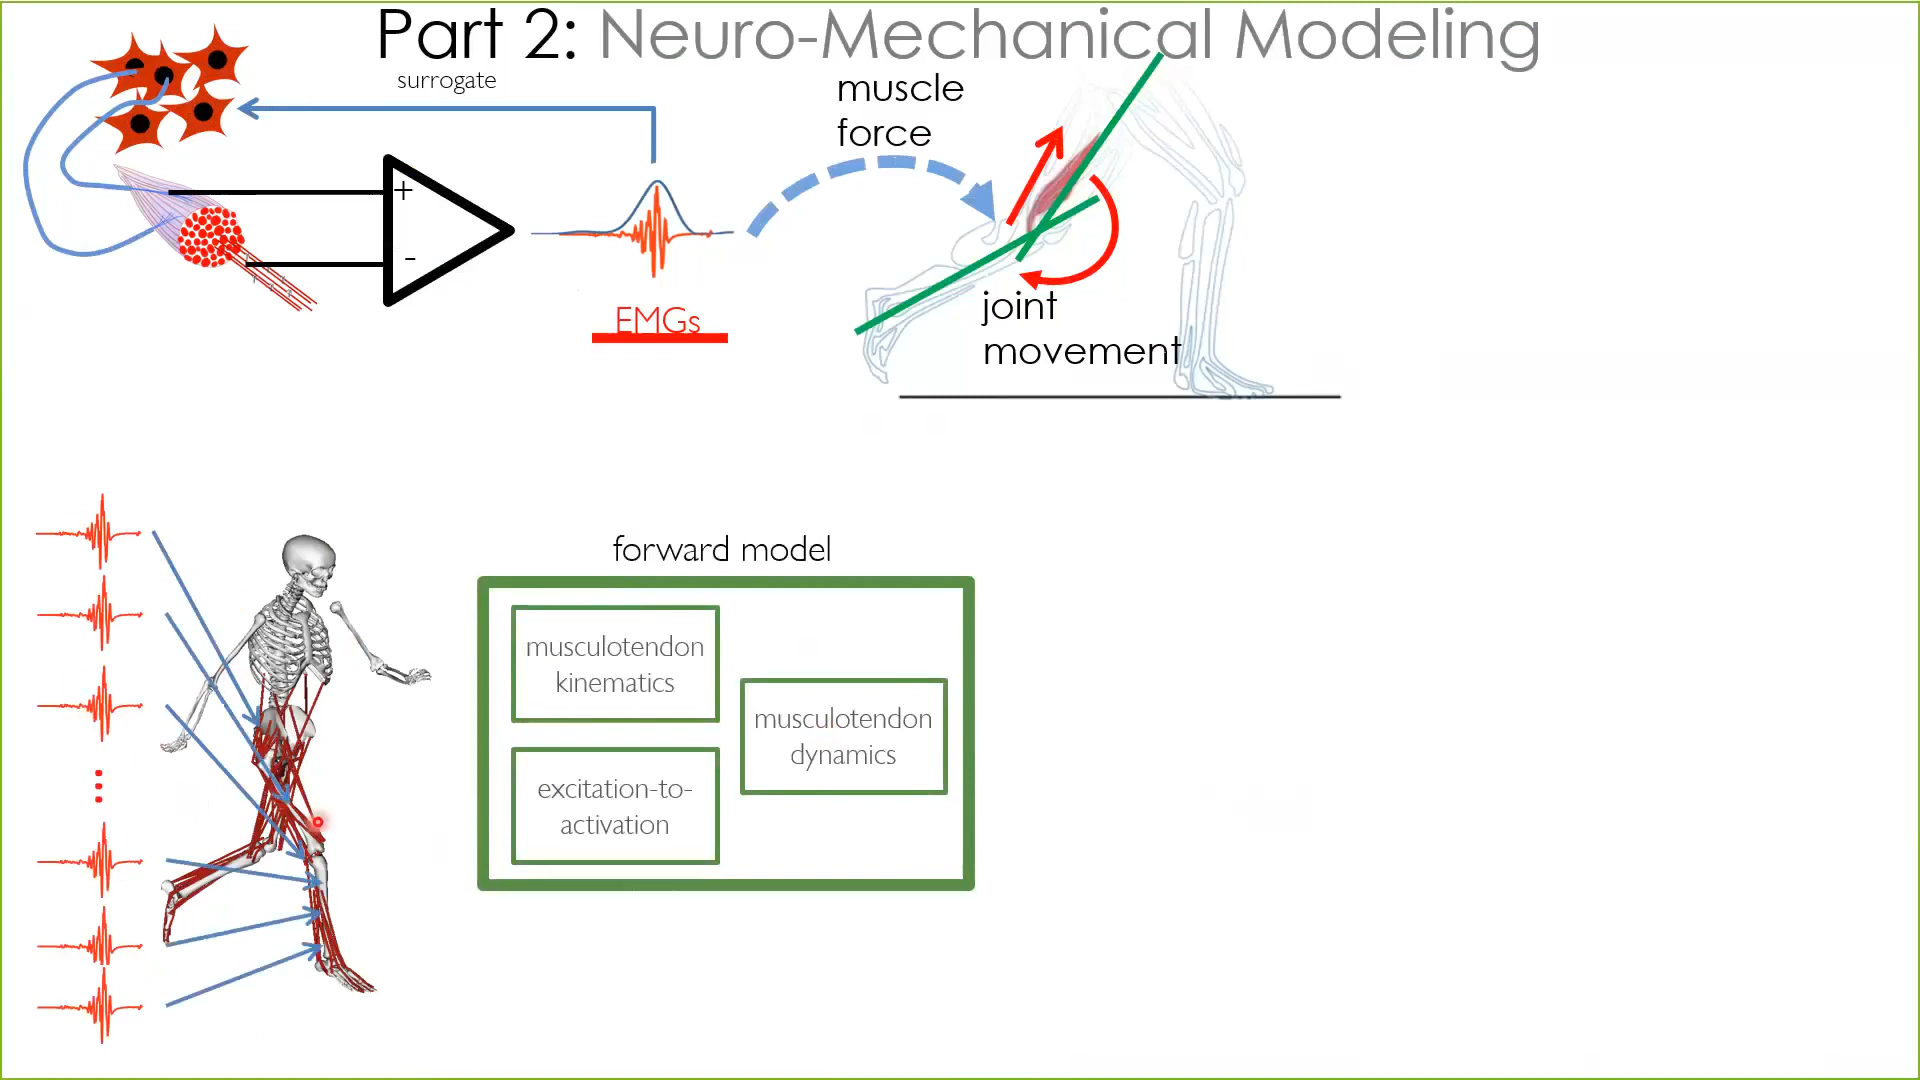 Part 2: Neuro-Mechanical Modeling
surrogate
muscle
force
+
-
EMGs
joint
movement
forward model
musculotendon
kinematics
musculotendon
dynamics
excitation-to-
activation